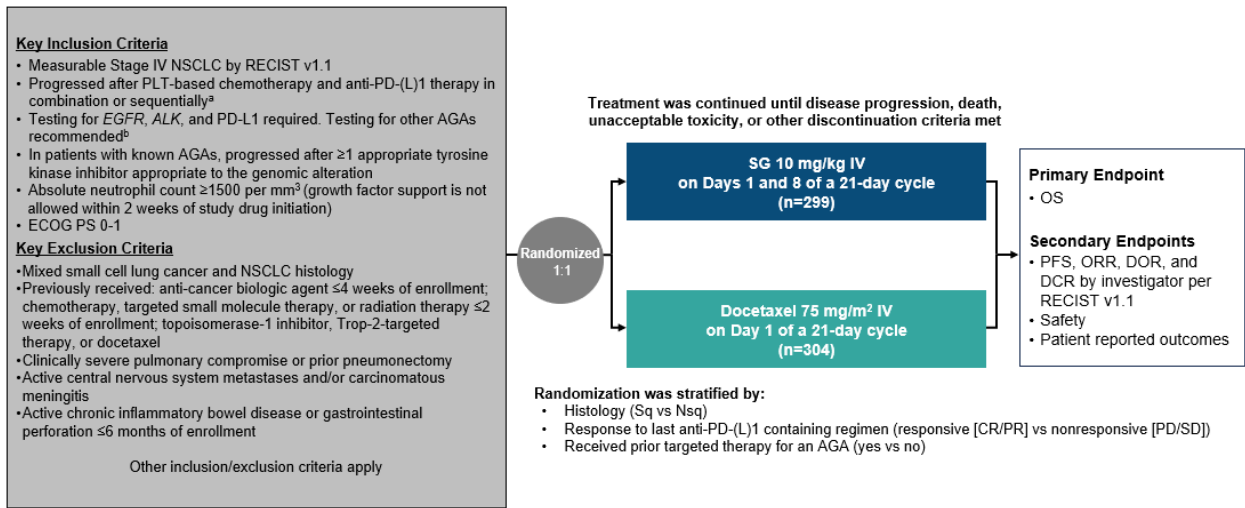 Key Inclusion Criteria
• Measurable Stage IV NSCLC by RECIST v1.1
• Progressed after PLT-based chemotherapy and anti-PD-(L)1 therapy in
combination or sequentiallyᵃ
• Testing for EGFR, ALK, and PD-L1 required. Testing for other AGAs
recommendedᵇ
• In patients with known AGAs, progressed after ≥1 appropriate tyrosine
kinase inhibitor appropriate to the genomic alteration
• Absolute neutrophil count ≥1500 per mm³ (growth factor support is not
allowed within 2 weeks of study drug initiation)
• ECOG PS 0-1
Key Exclusion Criteria
•Mixed small cell lung cancer and NSCLC histology
•Previously received: anti-cancer biologic agent ≤4 weeks of enrollment;
chemotherapy, targeted small molecule therapy, or radiation therapy ≤2
weeks of enrollment; topoisomerase-1 inhibitor, Trop-2-targeted
therapy, or docetaxel
•Clinically severe pulmonary compromise or prior pneumonectomy
•Active central nervous system metastases and/or carcinomatous
meningitis
•Active chronic inflammatory bowel disease or gastrointestinal
perforation ≤6 months of enrollment
Other inclusion/exclusion criteria apply
Randomized
1:1
Treatment was continued until disease progression, death,
unacceptable toxicity, or other discontinuation criteria met
SG 10 mg/kg IV
on Days 1 and 8 of a 21-day cycle
(n=299)
Docetaxel 75 mg/m² IV
on Day 1 of a 21-day cycle
(n=304)
Randomization was stratified by:
• Histology (Sq vs Nsq)
• Response to last anti-PD-(L)1 containing regimen (responsive [CR/PR] vs nonresponsive [PD/SD])
• Received prior targeted therapy for an AGA (yes vs no)
Primary Endpoint
• OS
Secondary Endpoints
• PFS, ORR, DOR, and
DCR by investigator per
RECIST v1.1
• Safety
• Patient reported outcomes